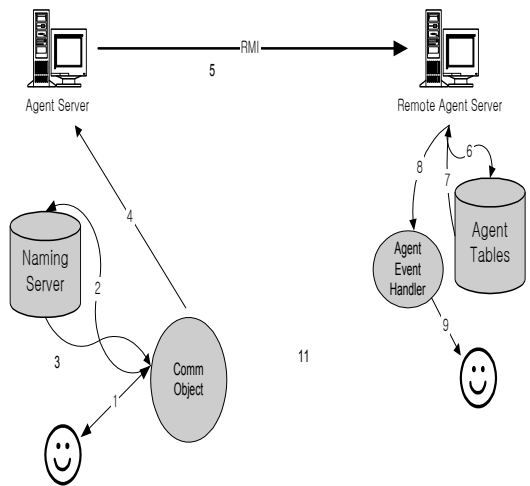 RMI
5
Agent Server
Remote Agent Server
6
8
7
4
Agent
Tables
Naming
Server
Agent
Event
Handler
2
9
3
11
Comm
Object
1